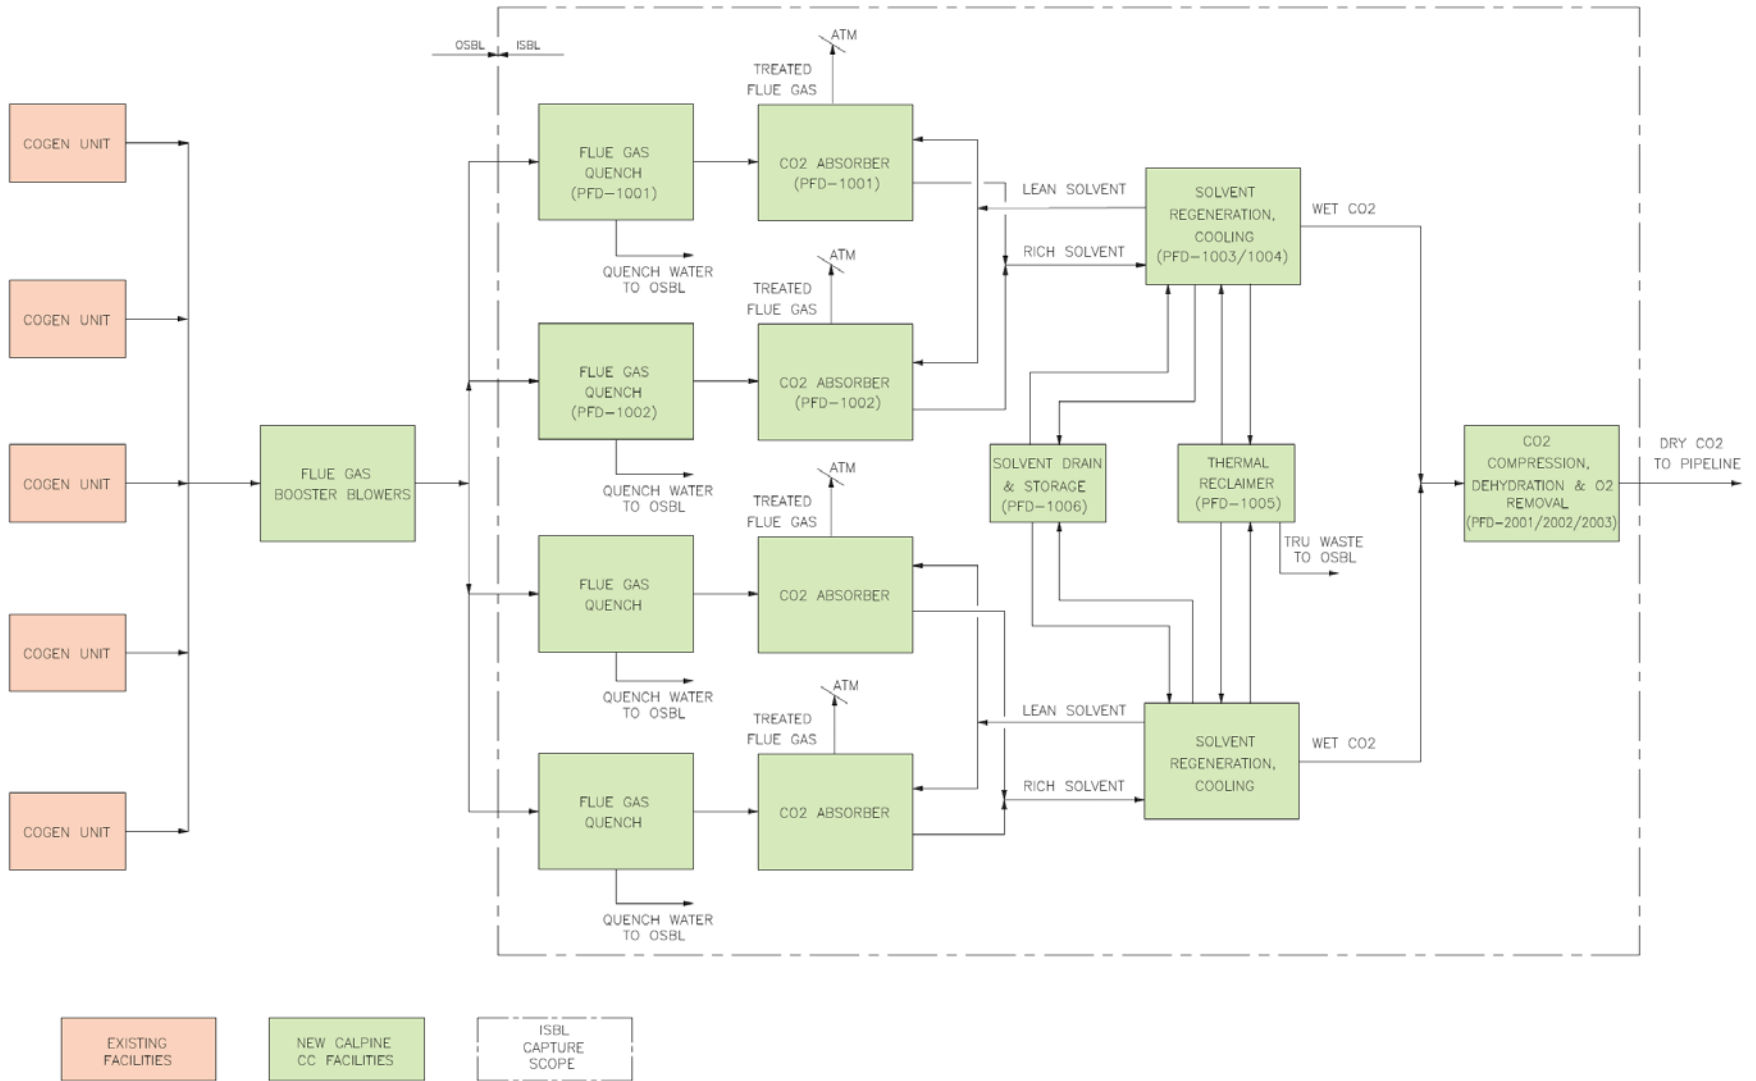 OSBL
ISBL
ATM
TREATED
FLUE GAS
COGEN UNIT
FLUE GAS
QUENCH
(PFD-1001)
CO2 ABSORBER
(PFD-1001)
LEAN SOLVENT
SOLVENT
REGENERATION,
COOLING
(PFD-1003/1004)
WET CO2
RICH SOLVENT
QUENCH WATER
TO OSBL
ATM
TREATED
FLUE GAS
COGEN UNIT
FLUE GAS
QUENCH
(PFD-1002)
CO2 ABSORBER
(PFD-1002)
COGEN UNIT
FLUE GAS
BOOSTER BLOWERS
QUENCH WATER
TO OSBL
ATM
TREATED
FLUE GAS
SOLVENT DRAIN
& STORAGE
(PFD-1006)
THERMAL
RECLAIMER
(PFD-1005)
CO2
COMPRESSION,
DEHYDRATION & O2
REMOVAL
(PFD-2001/2002/2003)
DRY CO2
TO PIPELINE
TRU WASTE
TO OSBL
FLUE GAS
QUENCH
CO2 ABSORBER
COGEN UNIT
QUENCH WATER
TO OSBL
ATM
TREATED
FLUE GAS
LEAN SOLVENT
SOLVENT
REGENERATION,
COOLING
WET CO2
RICH SOLVENT
COGEN UNIT
FLUE GAS
QUENCH
CO2 ABSORBER
QUENCH WATER
TO OSBL
EXISTING
FACILITIES
NEW CALPINE
CC FACILITIES
ISBL
CAPTURE
SCOPE